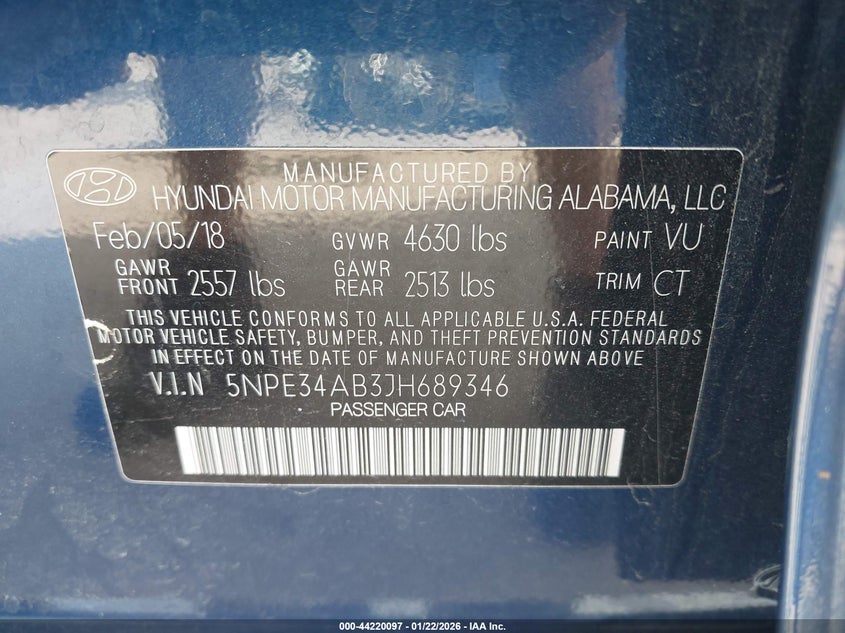 MANUFACTURED BY
HYUNDAI MOTOR MANUFACTURING ALABAMA, LLC
Feb/05/18 GVWR 4630 lbs PAINT VU
GAWR FRONT 2557 lbs GAWR REAR 2513 lbs TRIM CT
THIS VEHICLE CONFORMS TO ALL APPLICABLE U.S.A. FEDERAL
MOTOR VEHICLE SAFETY, BUMPER, AND THEFT PREVENTION STANDARDS
IN EFFECT ON THE DATE OF MANUFACTURE SHOWN ABOVE
V.I.N 5NPE34AB3JH689346
PASSENGER CAR
000-44220097 - 01/22/2026 - IAA Inc.